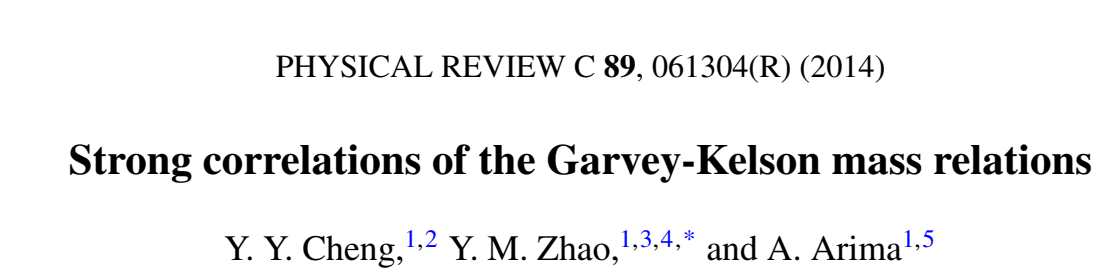 PHYSICAL REVIEW C 89, 061304(R) (2014)
Strong correlations of the Garvey-Kelson mass relations
Y. Y. Cheng,1,2 Y. M. Zhao,1,3,4,* and A. Arima1,5